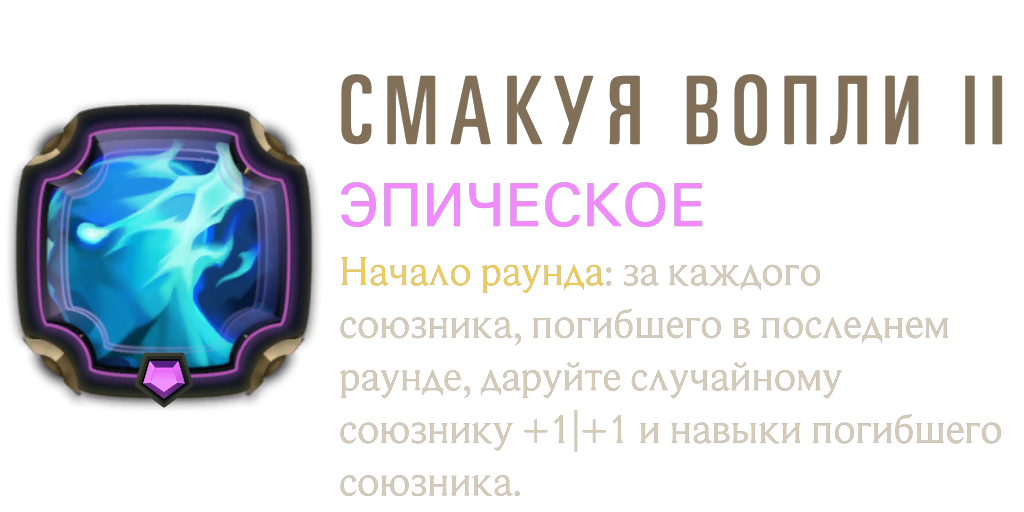 СМАКУЯ ВОПЛИ II
ЭПИЧЕСКОЕ
Начало раунда: за каждого
союзника, погибшего в последнем
раунде, даруйте случайному
союзнику +1|+1 и навыки погибшего
союзника.